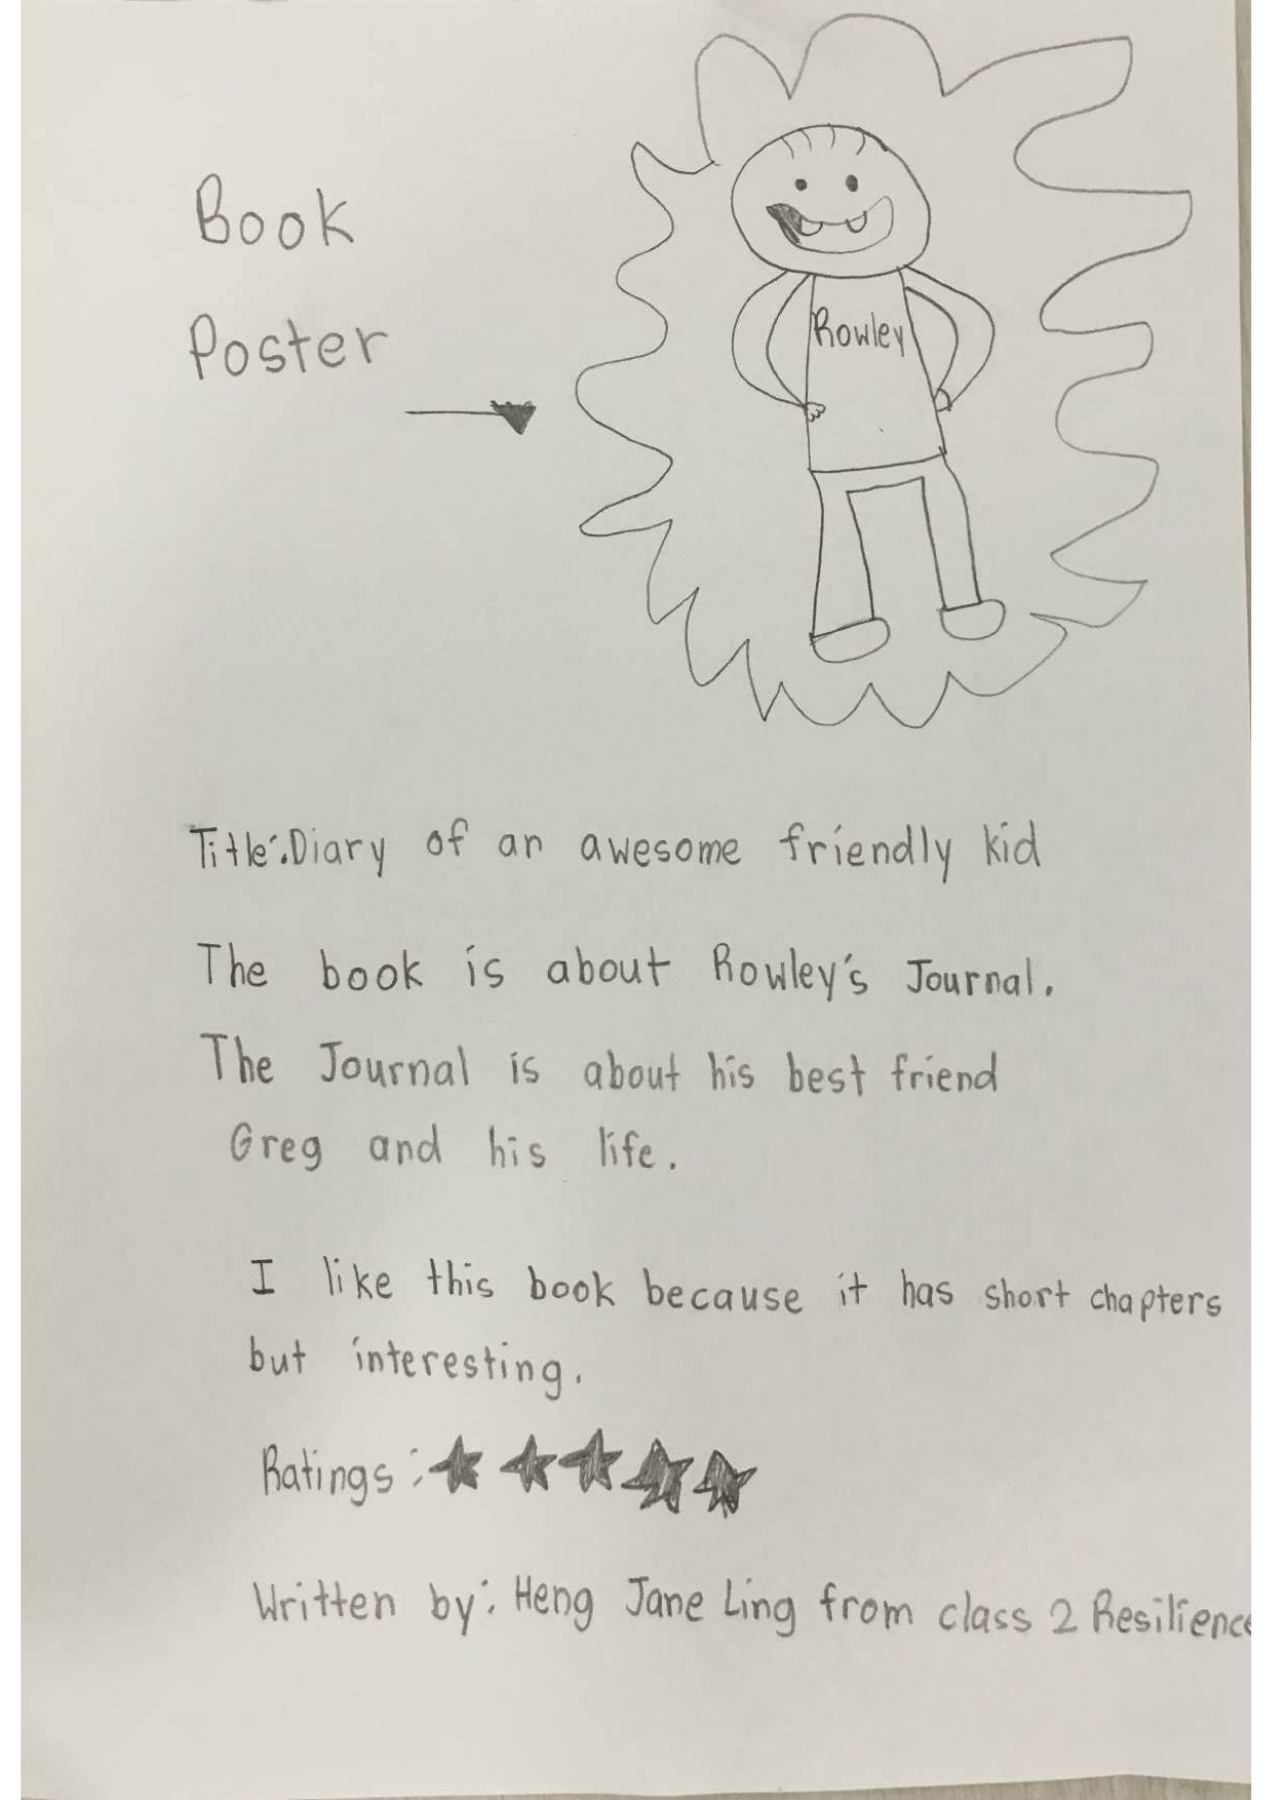 Book
Poster
Rowley
Title:Diary of an awesome friendly kid
The book is about Rowley's Journal.
The Journal is about his best friend
Greg and his life.
I like this book because it has short chapters
but interesting.
Ratings :
Written by: Heng Jane Ling from class 2 Resilience